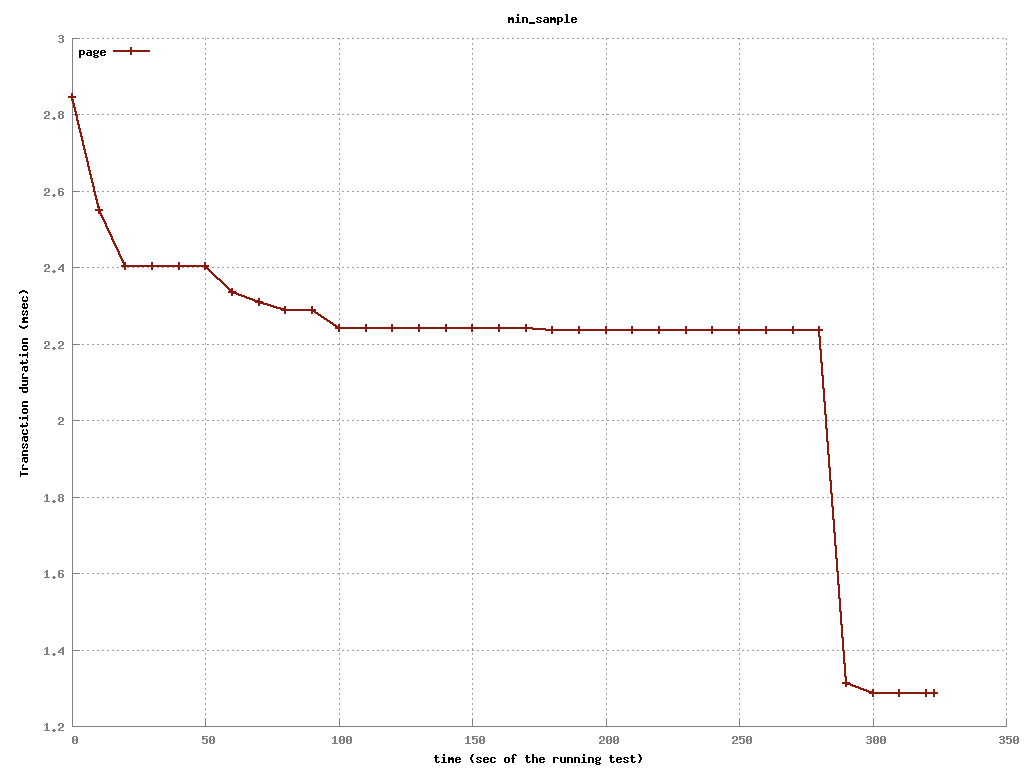 min_sample
3
page
2.8
2.6
2.4
2.2
2
1.8
1.6
1.4
1.2
Transaction duration (msec)
0 50 100 150 200 250 300 350
time (sec of the running test)